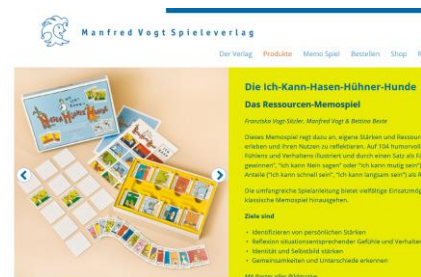 Manfred Vogt Spieleverlag
Der Verlag Produkte Memo Spiel Bestellen Shop
Die Ich-Kann-Hasen-Hühner-Hunde
Das Ressourcen-Memospiel
Franziska Vogt-Sitzler, Manfred Vogt & Bettina Bexte
Dieses Memospiel regt dazu an, eigene Stärken und Ressour
erleben und ihren Nutzen zu reflektieren. Auf 104 humorvoll
Fühlens und Verhaltens illustriert und durch einen Satz als Fä
gewinnen", "ich kann Nein sagen" oder "ich kann mutig sein")
Anteile ("ich kann schnell sein", "ich kann langsam sein") als R
Die umfangreiche Spielanleitung bietet vielfältige Einsatzmög
klassische Memospiel hinausgehen.
Ziele sind
• Identifizieren von persönlichen Stärken
• Reflexion situationsentsprechender Gefühle und Verhalten
• Identität und Selbstbild stärken
• Gemeinsamkeiten und Unterschiede erkennen